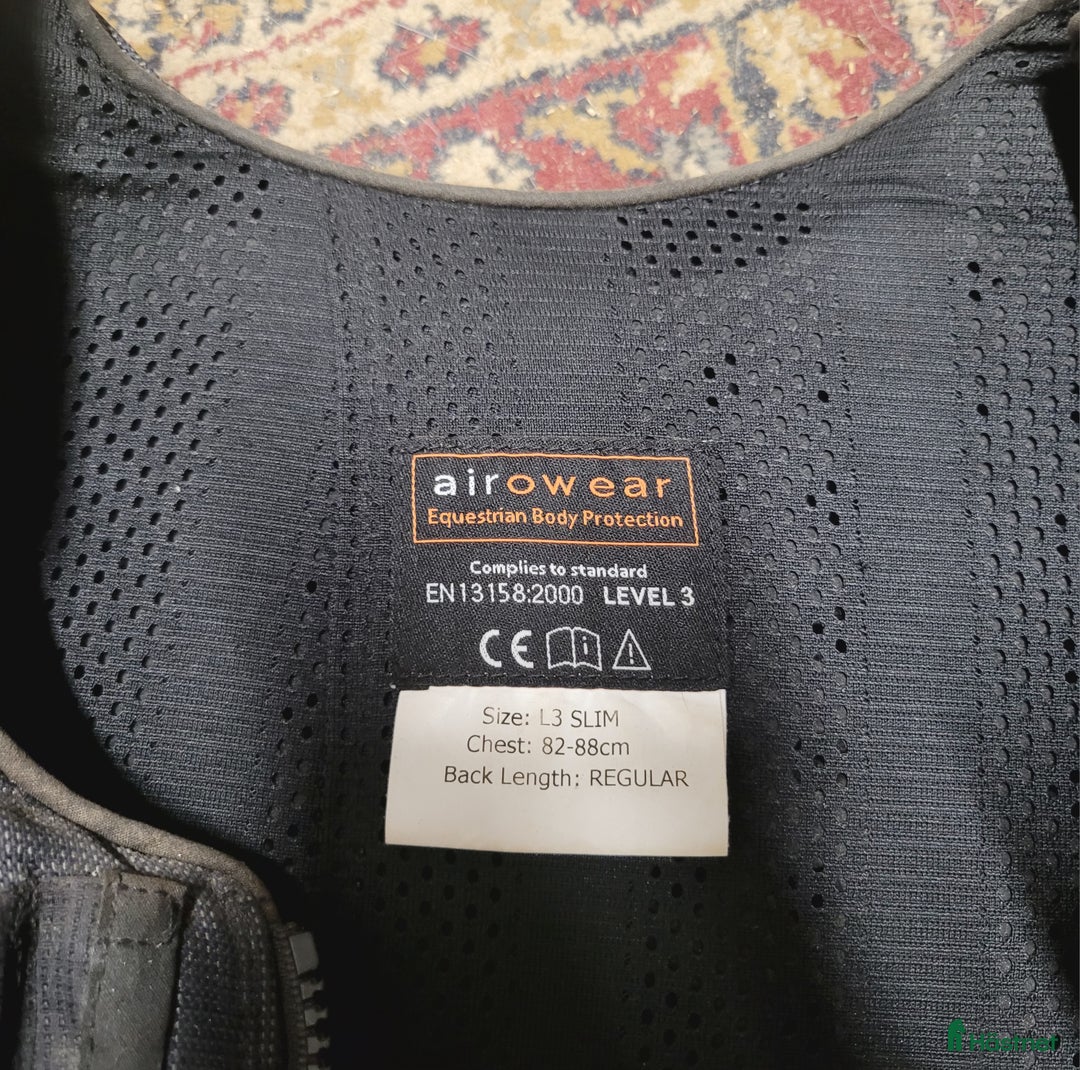 airowear
Equestrian Body Protection
Complies to standard
EN13158:2000 LEVEL 3
CE i
Size: L3 SLIM
Chest: 82-88cm
Back Length: REGULAR
Hästnet